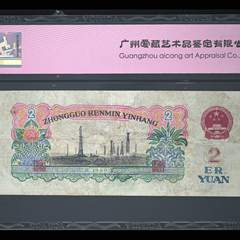 广州爱藏艺术品鉴定有限
Guangzhou aicang art Appraisal Co.,
2 2
ZHONGGUO RENMIN YINHANG
2
ER
YUAN